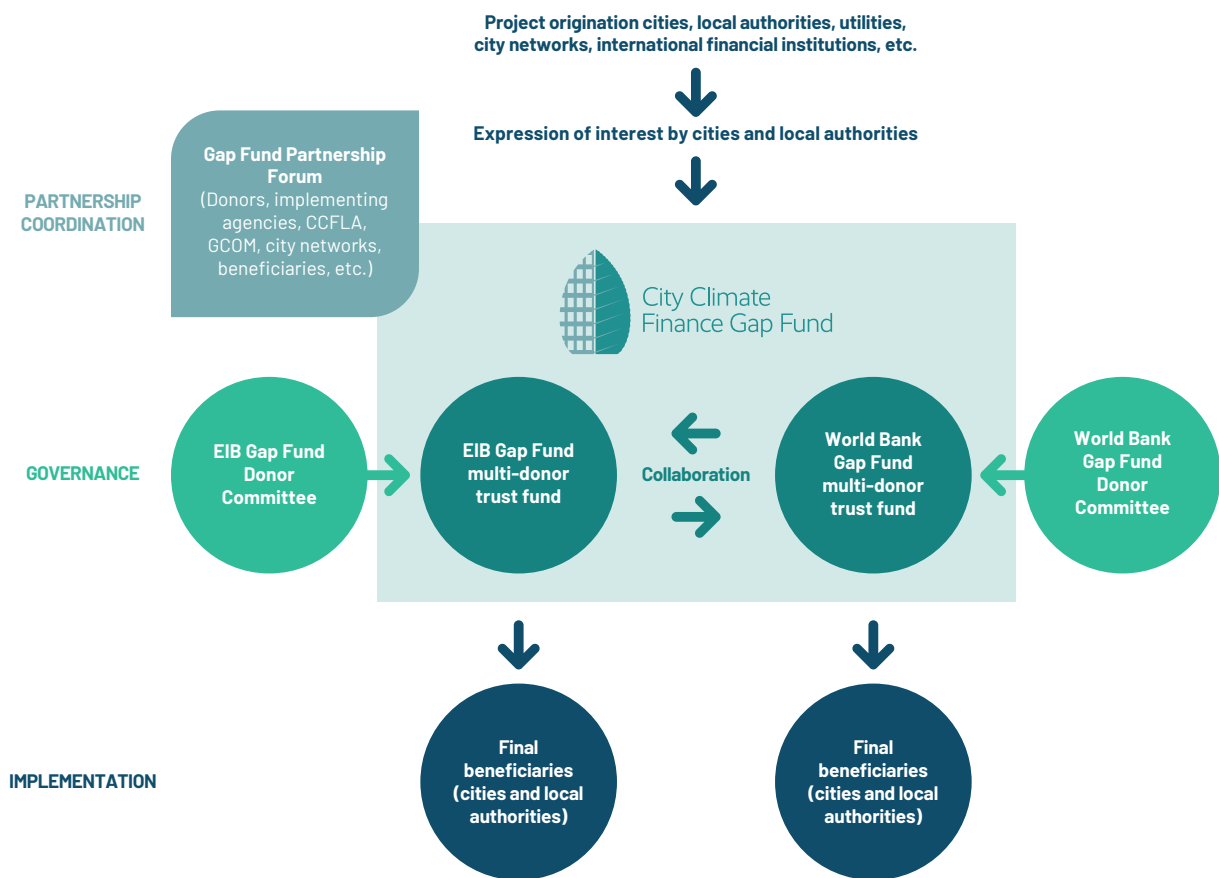 Project origination cities, local authorities, utilities,
city networks, international financial institutions, etc.
Expression of interest by cities and local authorities
PARTNERSHIP
COORDINATION
Gap Fund Partnership
Forum
(Donors, implementing
agencies, CCFLA,
GCOM, city networks,
beneficiaries, etc.)
City Climate
Finance Gap Fund
GOVERNANCE
EIB Gap Fund
Donor
Committee
EIB Gap Fund
multi-donor
trust fund
Collaboration
World Bank
Gap Fund
multi-donor
trust fund
World Bank
Gap Fund
Donor
Committee
IMPLEMENTATION
Final
beneficiaries
(cities and local
authorities)
Final
beneficiaries
(cities and local
authorities)